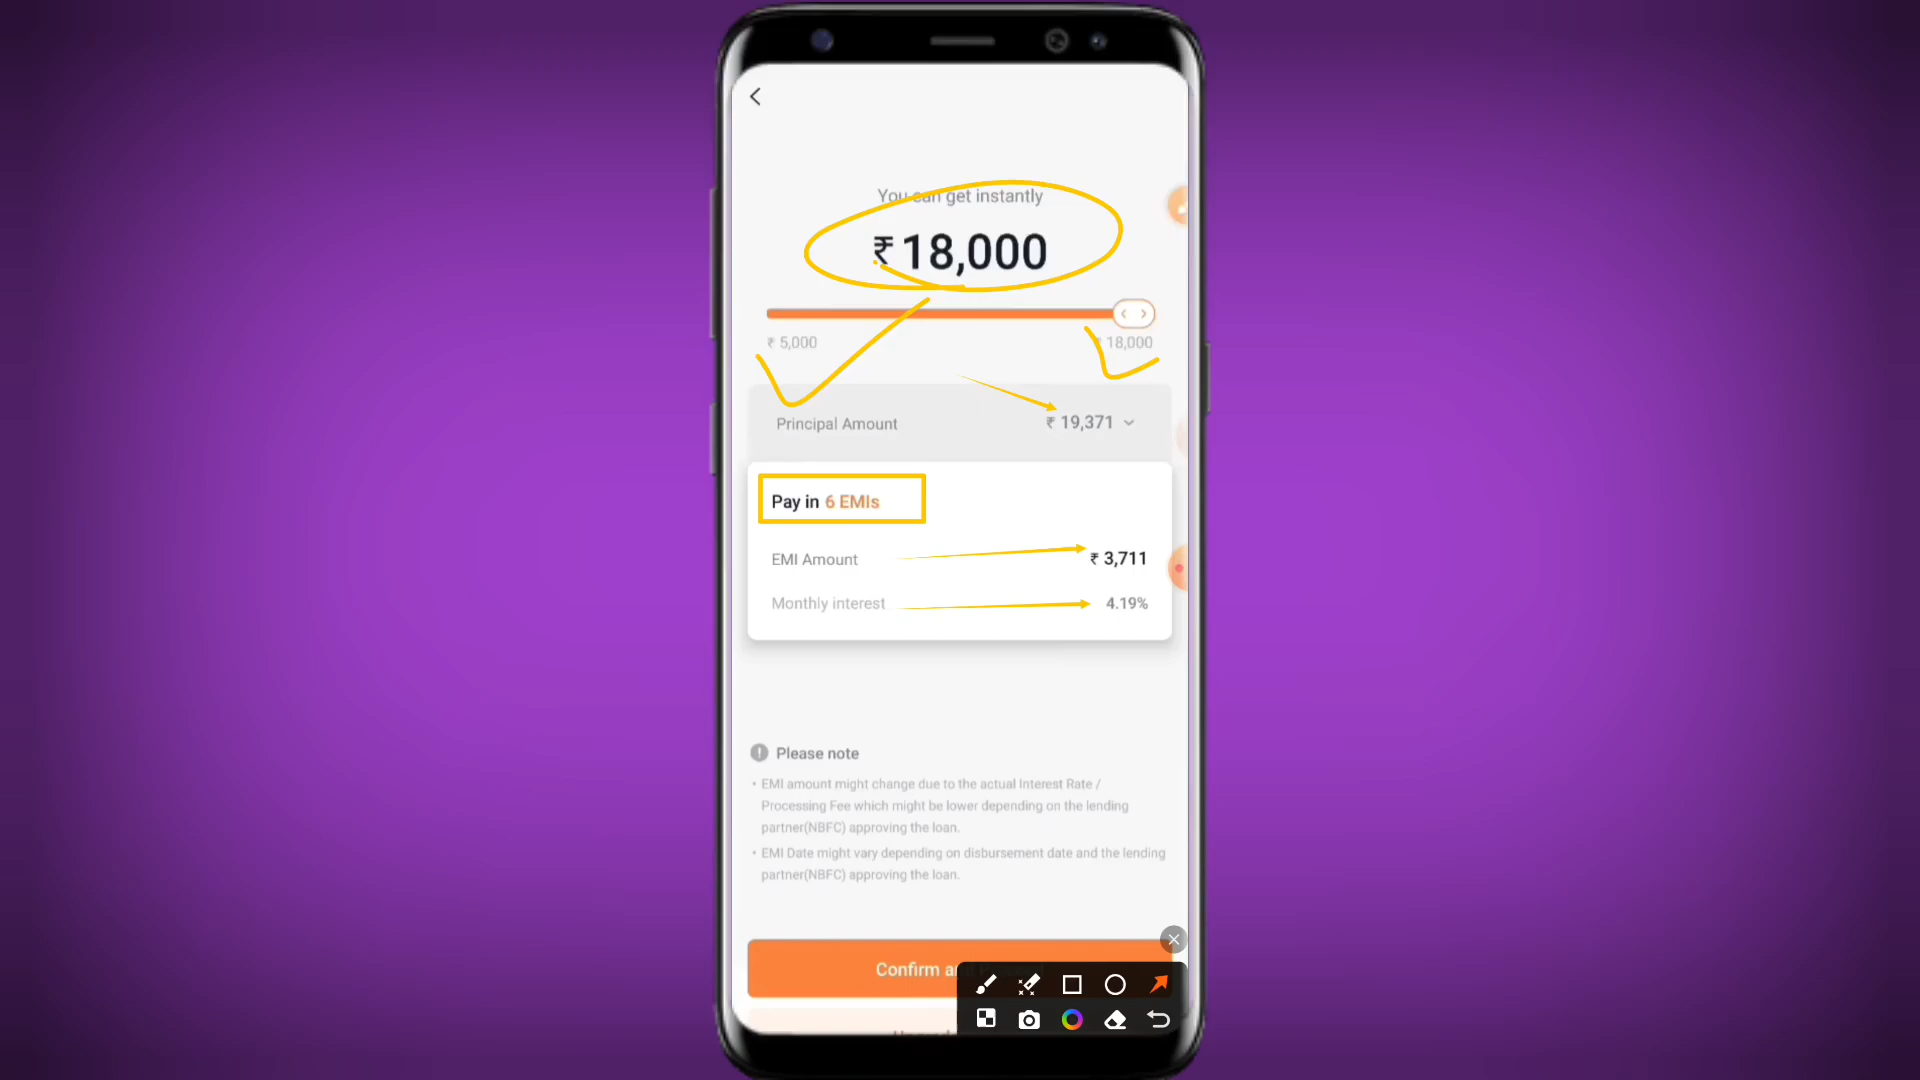 You can get instantly
₹ 18,000
₹ 5,000
18,000
Principal Amount
₹ 19,371
Pay in 6 EMIs
EMI Amount
₹ 3,711
Monthly interest
4.19%
Please note
• EMI amount might change due to the actual Interest Rate /
Processing Fee which might be lower depending on the lending
partner(NBFC) approving the loan.
• EMI Date might vary depending on disbursement date and the lending
partner(NBFC) approving the loan.
Confirm